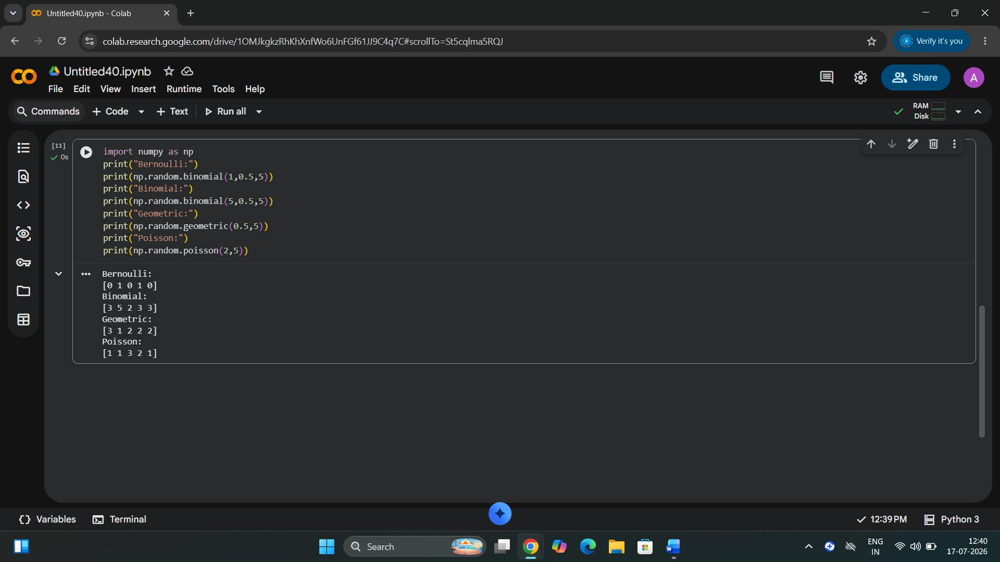 Untitled40.ipynb - Colab
colab.research.google.com/drive/1OMJkgkzRhKhXnfWo6UnFGf61JJ9C4q7C#scrollTo=St5cqlma5RQJ
a
Verify it's you
Untitled40.ipynb
File Edit View Insert Runtime Tools Help
Share
A
Commands + Code + Text Run all
RAM
Disk
[11]
0s
import numpy as np
print("Bernoulli:")
print(np.random.binomial(1,0.5,5))
print("Binomial:")
print(np.random.binomial(5,0.5,5))
print("Geometric:")
print(np.random.geometric(0.5,5))
print("Poisson:")
print(np.random.poisson(2,5))
Bernoulli:
[0 1 0 1 0]
Binomial:
[3 5 2 3 3]
Geometric:
[3 1 2 2 2]
Poisson:
[1 1 3 2 1]
{} Variables Terminal
12:39 PM Python 3
Search
W
ENG
IN
12:40
17-07-2026